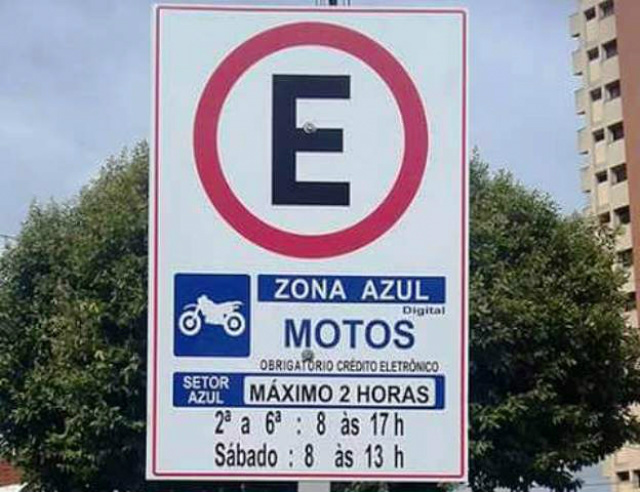 E
ZONA AZUL
Digital
MOTOS
OBRIGATÓRIO CRÉDITO ELETRÔNICO
SETOR AZUL MÁXIMO 2 HORAS
2ª a 6ª : 8 às 17 h
Sábado : 8 às 13 h